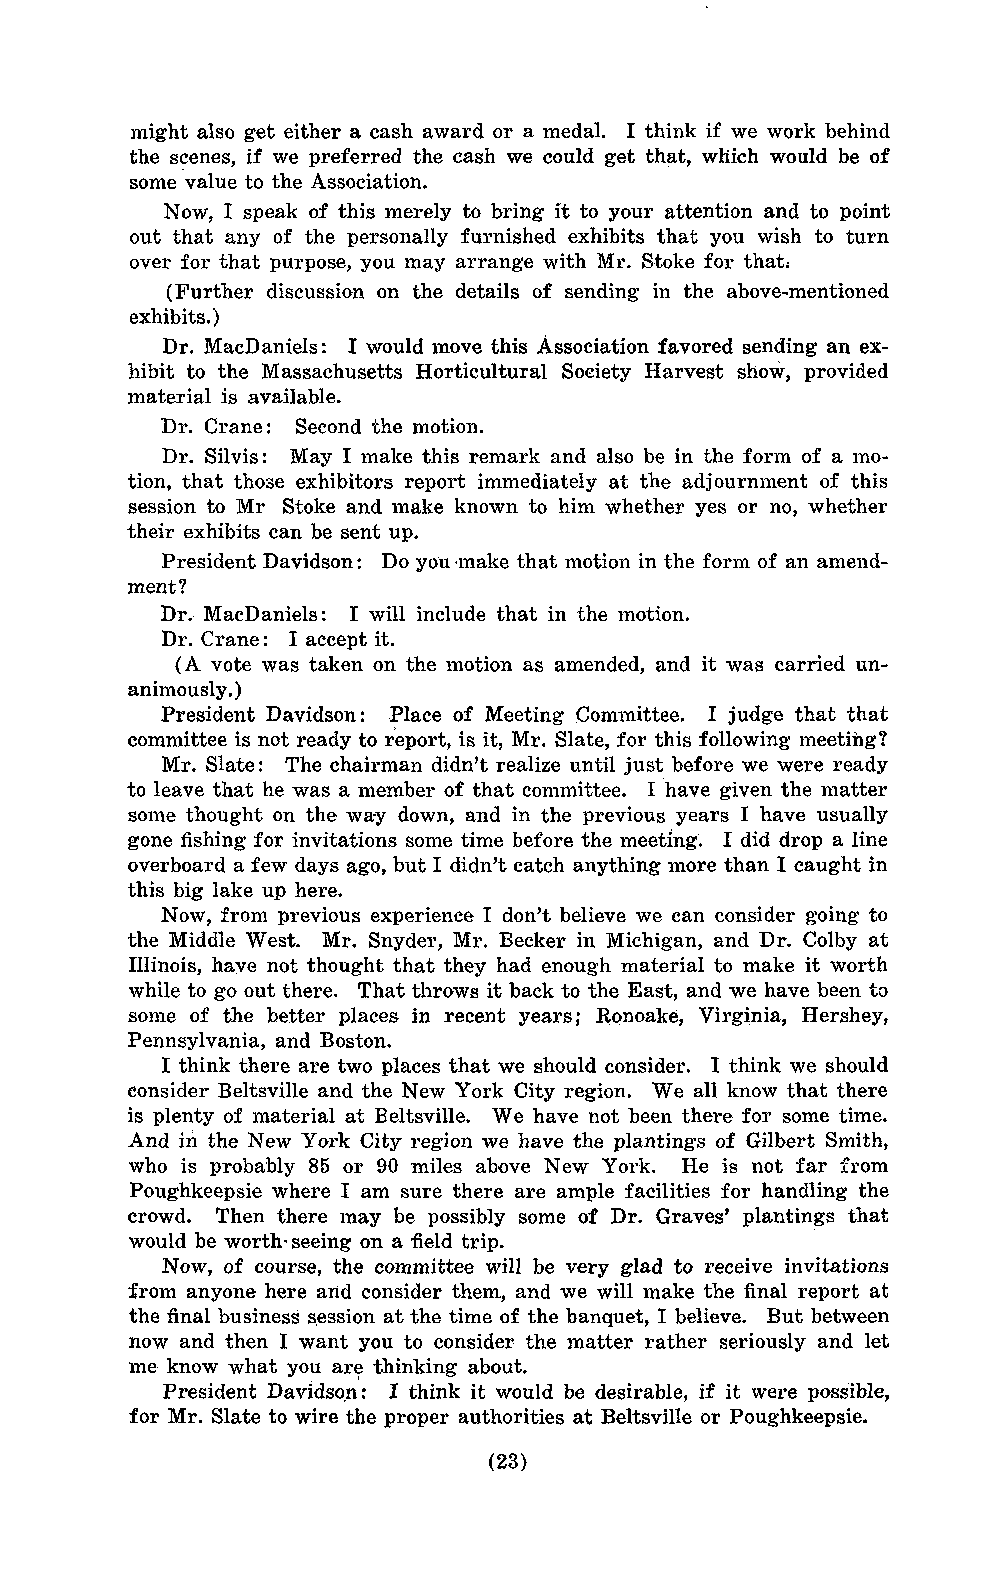 might also get either a cash award or a medal. I think if we work behind
the scenes, if we preferred the cash we could get that, which would be of
some value to the Association.
Now, I speak of this merely to bring it to your attention and to point
out that any of the personally furnished exhibits that you wish to turn
over for that purpose, you may arrange with Mr. Stoke for that.
(Further discussion on the details of sending in the above-mentioned
exhibits.)
Dr. MacDaniels: I would move this Association favored sending an ex-
hibit to the Massachusetts Horticultural Society Harvest show, provided
material is available.
Dr. Crane: Second the motion.
Dr. Silvis: May I make this remark and also be in the form of a mo-
tion, that those exhibitors report immediately at the adjournment of this
session to Mr Stoke and make known to him whether yes or no, whether
their exhibits can be sent up.
President Davidson: Do you make that motion in the form of an amend-
ment?
Dr. MacDaniels: I will include that in the motion.
Dr. Crane: I accept it.
(A vote was taken on the motion as amended, and it was carried un-
animously.)
President Davidson: Place of Meeting Committee. I judge that that
committee is not ready to report, is it, Mr. Slate, for this following meeting?
Mr. Slate: The chairman didn't realize until just before we were ready
to leave that he was a member of that committee. I have given the matter
some thought on the way down, and in the previous years I have usually
gone fishing for invitations some time before the meeting. I did drop a line
overboard a few days ago, but I didn't catch anything more than I caught in
this big lake up here.
Now, from previous experience I don't believe we can consider going to
the Middle West. Mr. Snyder, Mr. Becker in Michigan, and Dr. Colby at
Illinois, have not thought that they had enough material to make it worth
while to go out there. That throws it back to the East, and we have been to
some of the better places in recent years; Ronoake, Virginia, Hershey,
Pennsylvania, and Boston.
I think there are two places that we should consider. I think we should
consider Beltsville and the New York City region. We all know that there
is plenty of material at Beltsville. We have not been there for some time.
And in the New York City region we have the plantings of Gilbert Smith,
who is probably 85 or 90 miles above New York. He is not far from
Poughkeepsie where I am sure there are ample facilities for handling the
crowd. Then there may be possibly some of Dr. Graves' plantings that
would be worth seeing on a field trip.
Now, of course, the committee will be very glad to receive invitations
from anyone here and consider them, and we will make the final report at
the final business session at the time of the banquet, I believe. But between
now and then I want you to consider the matter rather seriously and let
me know what you are thinking about.
President Davidson: I think it would be desirable, if it were possible,
for Mr. Slate to wire the proper authorities at Beltsville or Poughkeepsie.
(23)